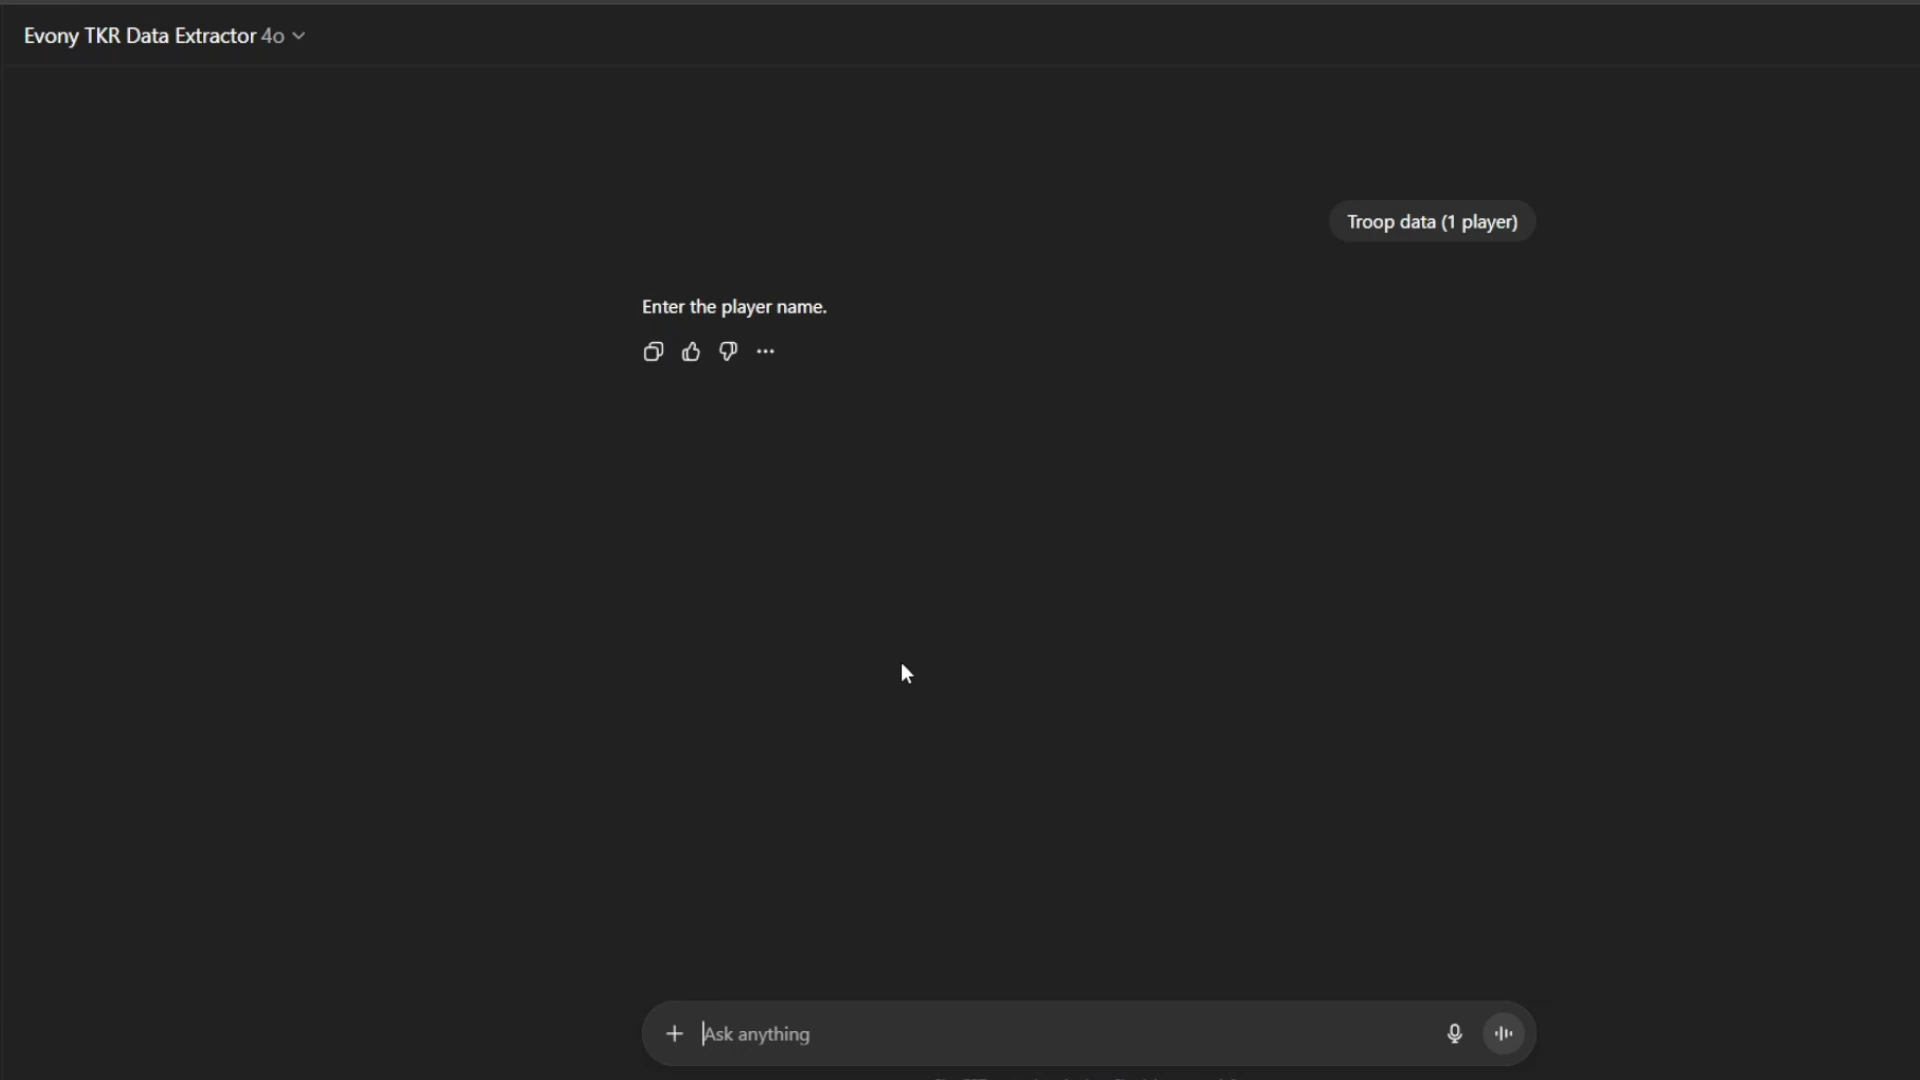 Evony TKR Data Extractor 4o
Troop data (1 player)
Enter the player name.
Ask anything